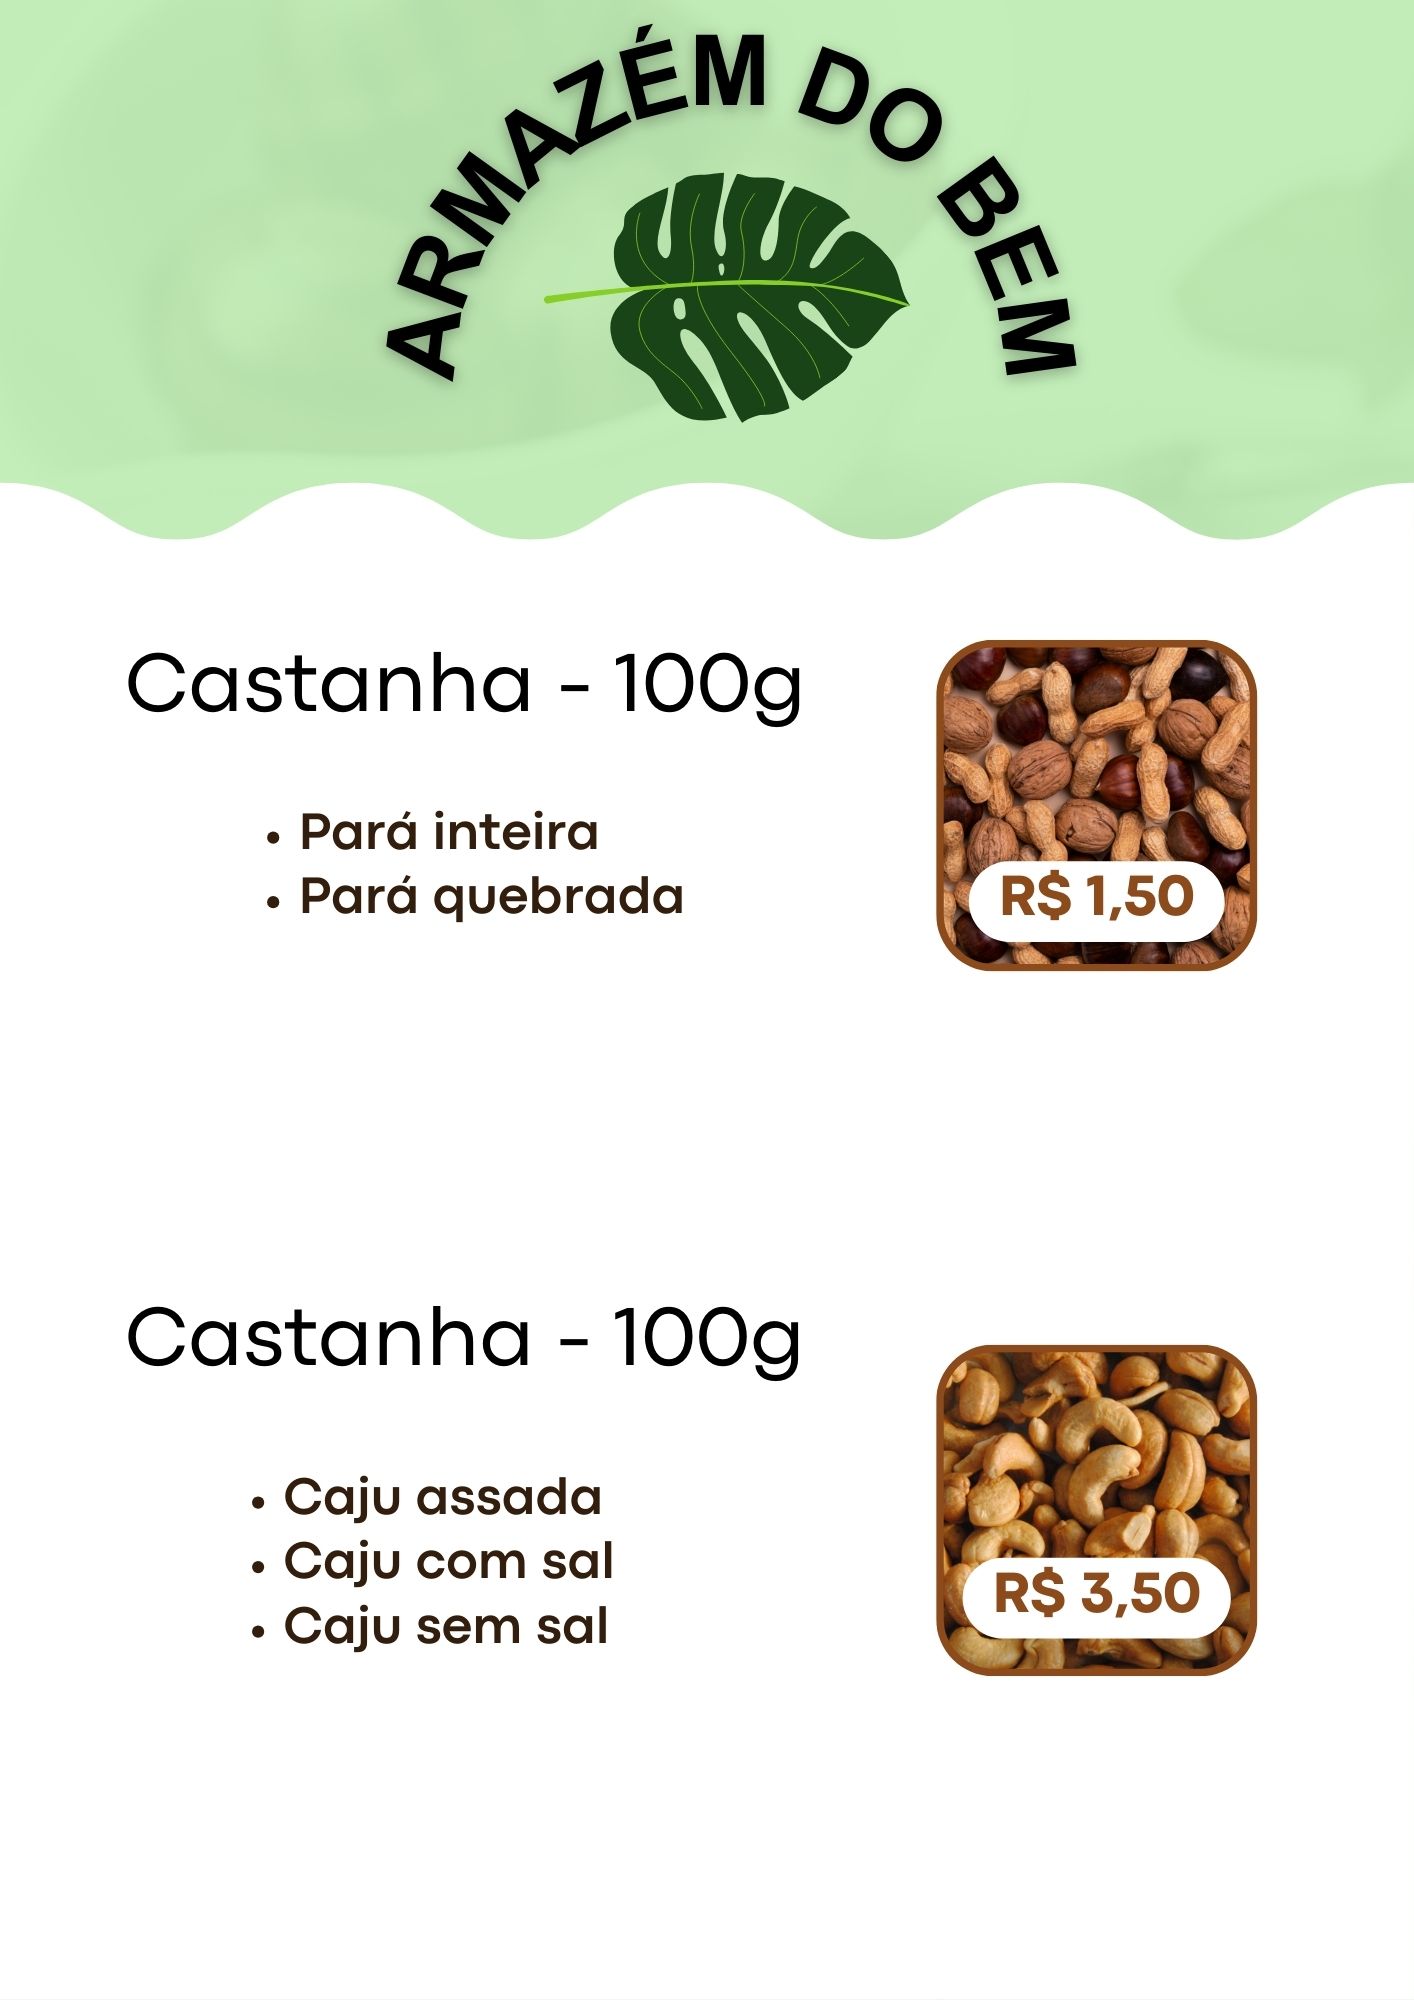 ARMAZÉM DO BEM
Castanha - 100g
• Pará inteira
• Pará quebrada
R$ 1,50
Castanha - 100g
• Caju assada
• Caju com sal
• Caju sem sal
R$ 3,50